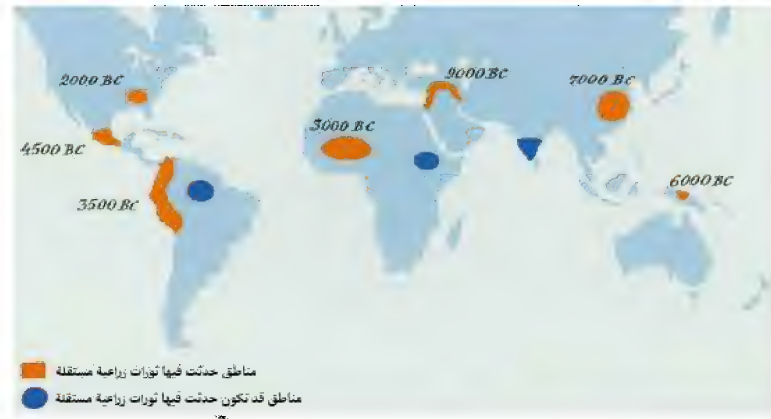 2000 BC
9000 BC
7000 BC
3000 BC
4500 BC
6000 BC
3500 BC
مناطق حدثت فيها ثورات زراعية مستقلة
مناطق قد تكون حدثت فيها ثورات زراعية مستقلة